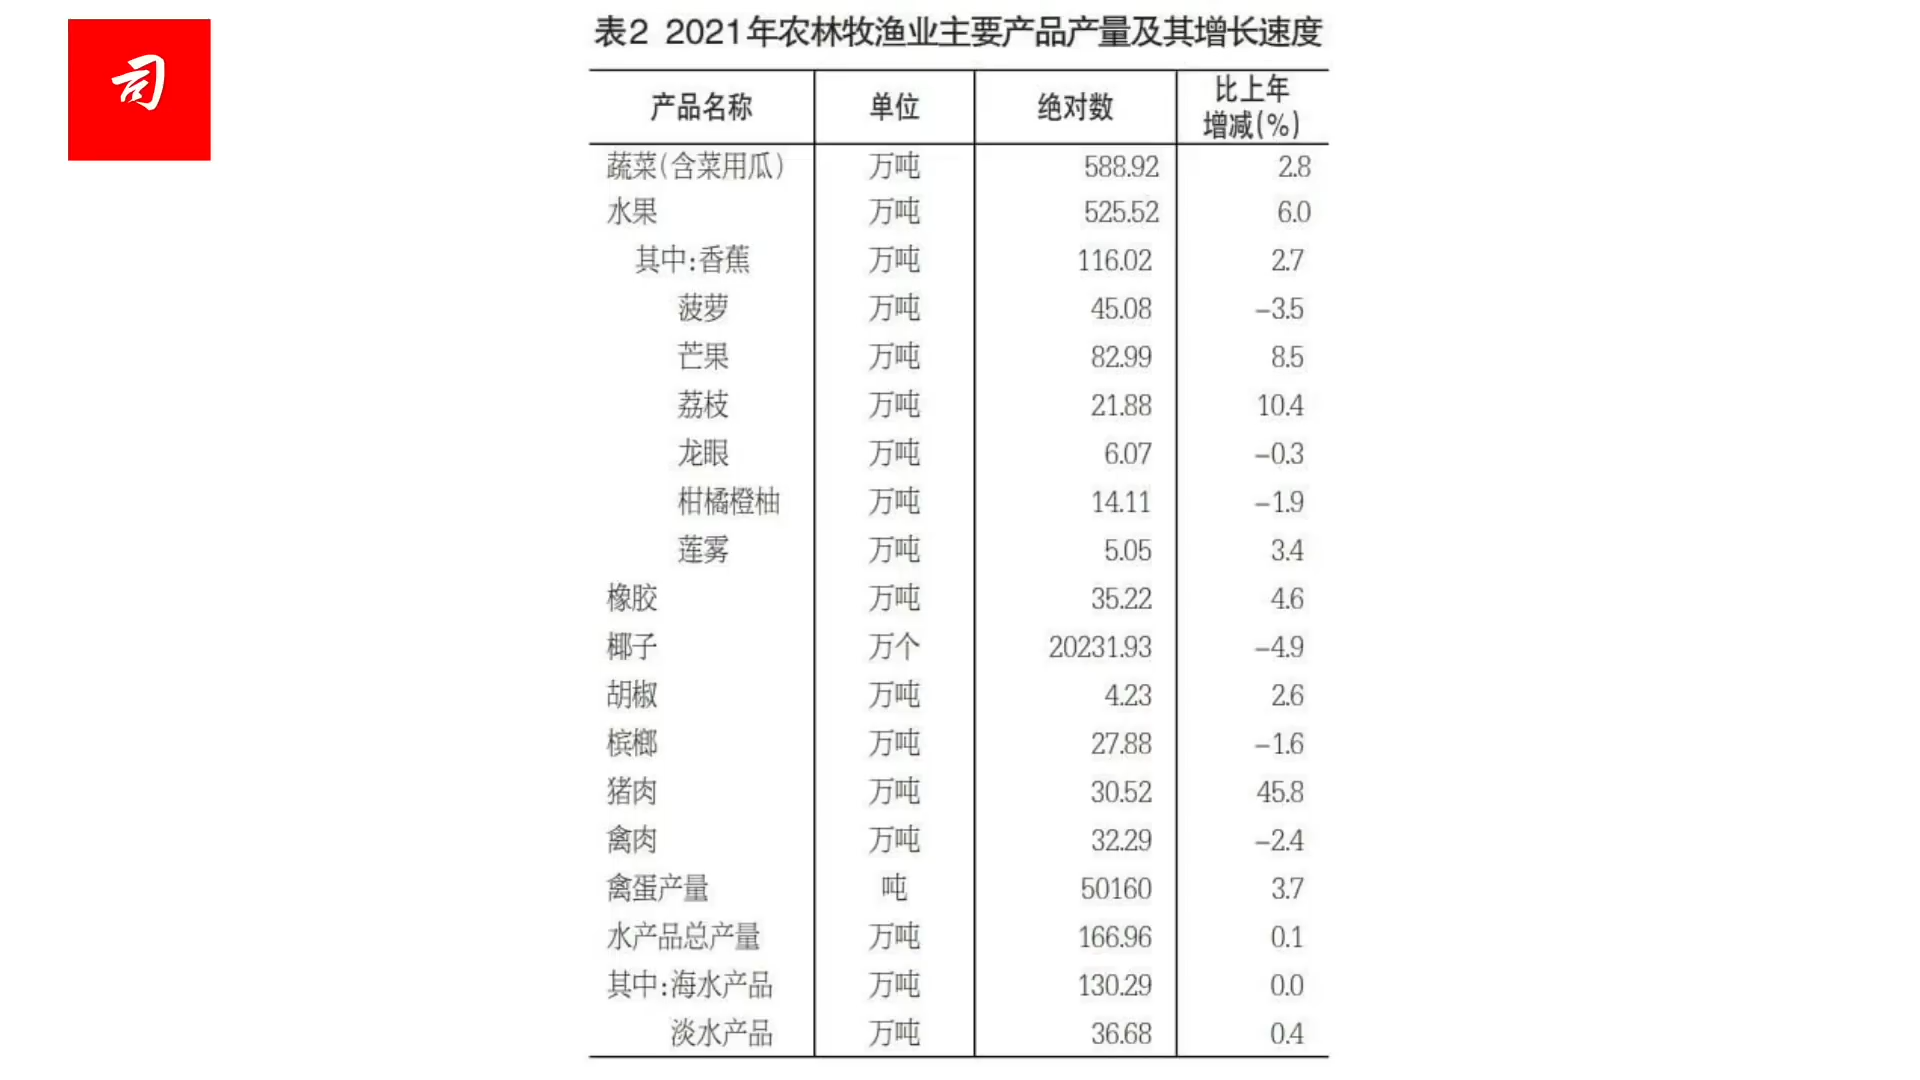 司
表2 2021年农林牧渔业主要产品产量及其增长速度
产品名称 单位 绝对数 比上年
增减(%)
蔬菜(含菜用瓜) 万吨 588.92 2.8
水果 万吨 525.52 6.0
其中:香蕉 万吨 116.02 2.7
菠萝 万吨 45.08 -3.5
芒果 万吨 82.99 8.5
荔枝 万吨 21.88 10.4
龙眼 万吨 6.07 -0.3
柑橘橙柚 万吨 14.11 -1.9
莲雾 万吨 5.05 3.4
橡胶 万吨 35.22 4.6
椰子 万个 20231.93 -4.9
胡椒 万吨 4.23 2.6
槟榔 万吨 27.88 -1.6
猪肉 万吨 30.52 45.8
禽肉 万吨 32.29 -2.4
禽蛋产量 吨 50160 3.7
水产品总产量 万吨 166.96 0.1
其中:海水产品 万吨 130.29 0.0
淡水产品 万吨 36.68 0.4